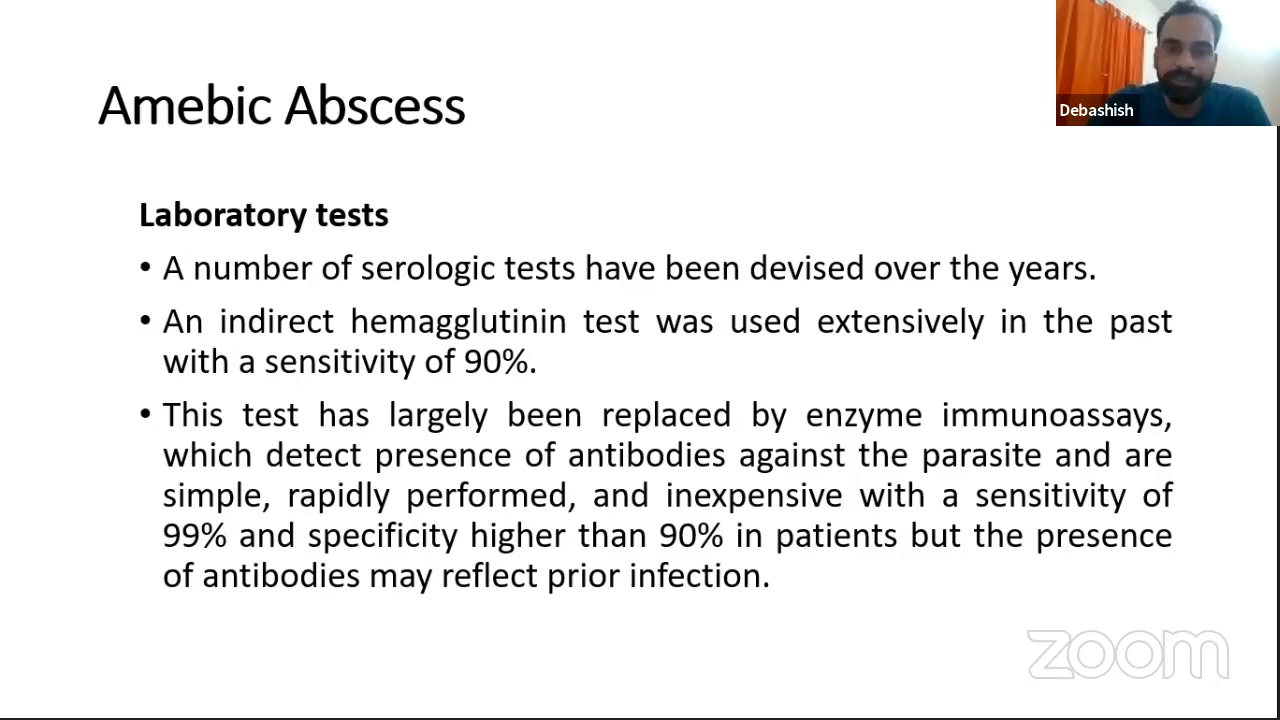 Amebic Abscess
Debashish
Laboratory tests
• A number of serologic tests have been devised over the years.
• An indirect hemagglutinin test was used extensively in the past
with a sensitivity of 90%.
• This test has largely been replaced by enzyme immunoassays,
which detect presence of antibodies against the parasite and are
simple, rapidly performed, and inexpensive with a sensitivity of
99% and specificity higher than 90% in patients but the presence
of antibodies may reflect prior infection.
zoom